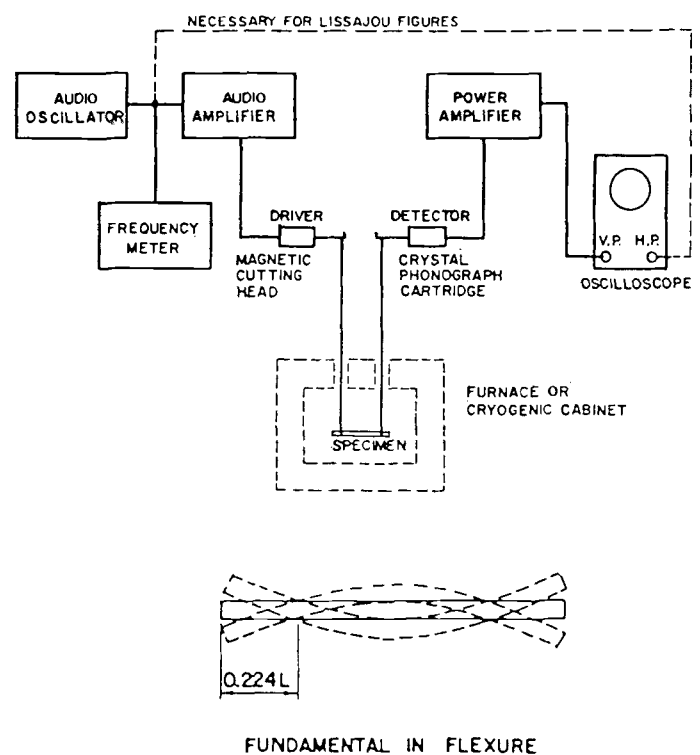 NECESSARY FOR LISSAJOU FIGURES
AUDIO
OSCILLATOR
AUDIO
AMPLIFIER
POWER
AMPLIFIER
FREQUENCY
METER
DRIVER
DETECTOR
MAGNETIC
CUTTING
HEAD
CRYSTAL
PHONOGRAPH
CARTRIDGE
V.P. H.P.
OSCILLOSCOPE
FURNACE OR
CRYOGENIC CABINET
SPECIMEN
0.224L
FUNDAMENTAL IN FLEXURE